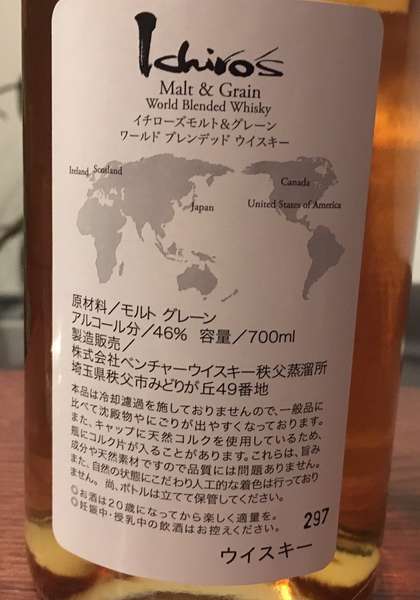 Ichiro's
Malt & Grain
World Blended Whisky
イチローズモルト&グレーン
ワールド ブレンデッド ウイスキー
Ireland Scotland
Canada
Japan
United States of America
原材料／モルト グレーン
アルコール分／46% 容量／700ml
製造販売／
株式会社ベンチャーウイスキー秩父蒸溜所
埼玉県秩父市みどりが丘49番地
本品は冷却濾過を施しておりませんので、一般品に
比べて沈殿物やにごりが出やすくなっております。
また、キャップに天然コルクを使用しているため、
瓶にコルク片が入ることがあります。これらは、旨み
成分や天然素材ですので品質には問題ありません。
また、自然の状態にこだわり人工的な着色は行っており
ません。尚、ボトルは立てて保管してください。
◎お酒は20歳になってから楽しく適量を。
◎妊娠中・授乳中の飲酒はお控えください。
297
ウイスキー